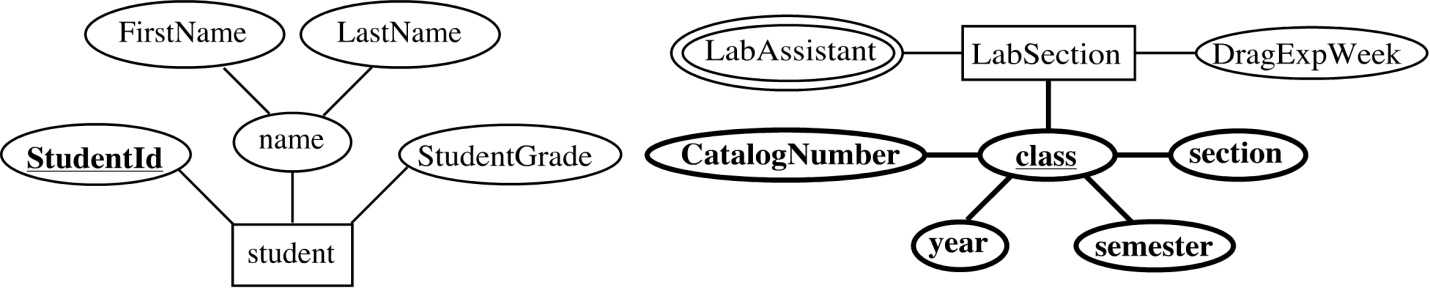 FirstName
LastName
name
StudentId
StudentGrade
student
LabAssistant
LabSection
DragExpWeek
CatalogNumber
class
section
year
semester